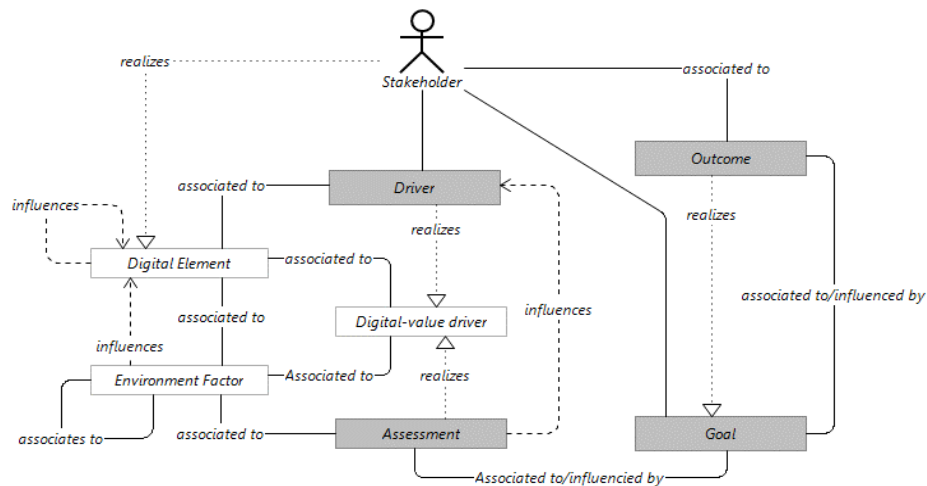 realizes
Stakeholder
associated to
Outcome
associated to
Driver
influences
realizes
realizes
Digital Element
associated to
associated to/influenced by
associated to
Digital-value driver
influences
influences
Environment Factor
Associated to
realizes
associates to
associated to
Assessment
Goal
Associated to/influencied by